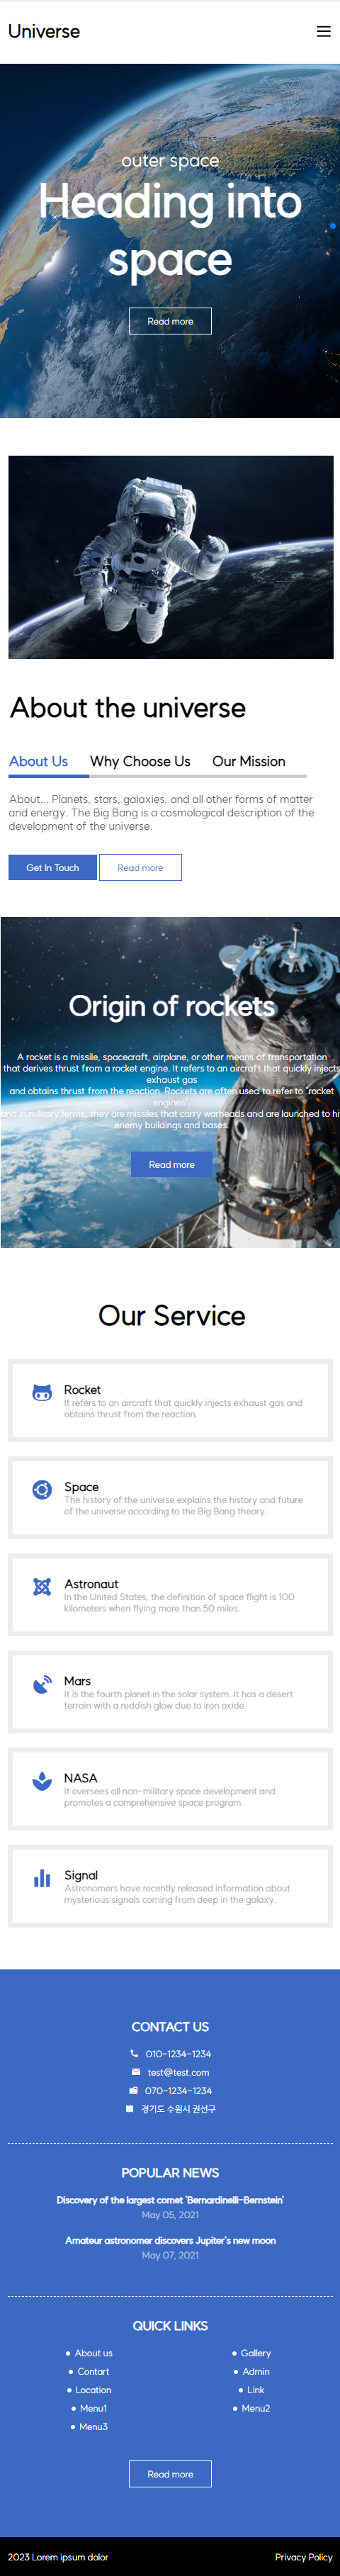 Universe
outer space
Heading into
space
Read more
About the universe
About Us Why Choose Us Our Mission
About... Planets, stars, galaxies, and all other forms of matter
and energy. The Big Bang is a cosmological description of the
development of the universe.
Get In Touch Read more
Origin of rockets
A rocket is a missile, spacecraft, airplane, or other means of transportation
that derives thrust from a rocket engine. It refers to an aircraft that quickly injects
exhaust gas
and obtains thrust from the reaction. Rockets are often used to refer to "rocket
engines",
and in military terms, they are missiles that carry warheads and are launched to hi
enemy buildings and bases.
Read more
Our Service
Rocket
It refers to an aircraft that quickly injects exhaust gas and
obtains thrust from the reaction.
Space
The history of the universe explains the history and future
of the universe according to the Big Bang theory.
Astronaut
In the United States, the definition of space flight is 100
kilometers when flying more than 50 miles.
Mars
It is the fourth planet in the solar system. It has a desert
terrain with a reddish glow due to iron oxide.
NASA
It oversees all non-military space development and
promotes a comprehensive space program.
Signal
Astronomers have recently released information about
mysterious signals coming from deep in the galaxy.
CONTACT US
010-1234-1234
test@test.com
070-1234-1234
경기도 수원시 권선구
POPULAR NEWS
Discovery of the largest comet 'Bernardinelli-Bernstein'
May 05, 2021
Amateur astronomer discovers Jupiter's new moon
May 07, 2021
QUICK LINKS
About us
Contart
Location
Menu1
Menu3
Gallery
Admin
Link
Menu2
Read more
2023 Lorem ipsum dolor Privacy Policy